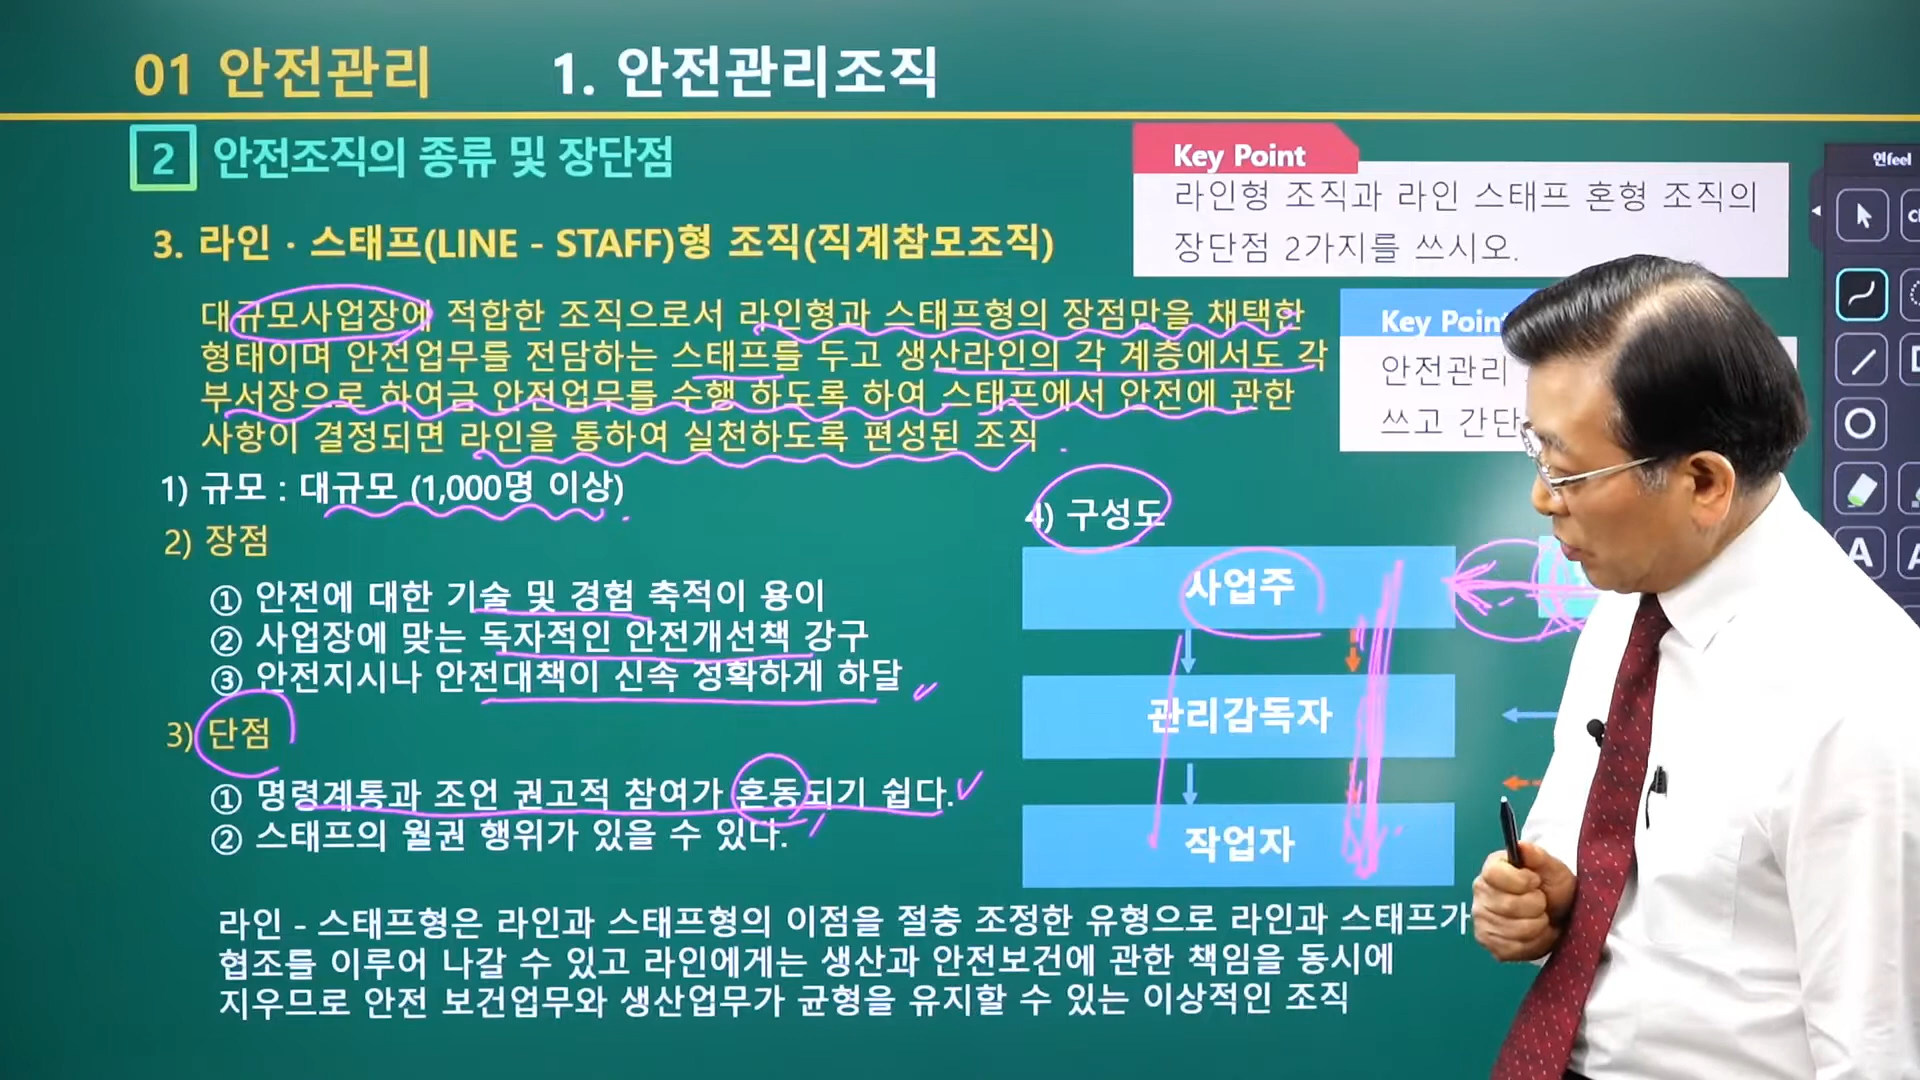 01 안전관리 1. 안전관리조직
2 안전조직의 종류 및 장단점
Key Point
라인형 조직과 라인 스태프 혼형 조직의
장단점 2가지를 쓰시오.
3. 라인 · 스태프(LINE - STAFF)형 조직(직계참모조직)
대규모사업장에 적합한 조직으로서 라인형과 스태프형의 장점만을 채택한
형태이며 안전업무를 전담하는 스태프를 두고 생산라인의 각 계층에서도 각
부서장으로 하여금 안전업무를 수행 하도록 하여 스태프에서 안전에 관한
사항이 결정되면 라인을 통하여 실천하도록 편성된 조직
Key Point
안전관리
쓰고 간단
1) 규모 : 대규모 (1,000명 이상)
2) 장점
① 안전에 대한 기술 및 경험 축적이 용이
② 사업장에 맞는 독자적인 안전개선책 강구
③ 안전지시나 안전대책이 신속 정확하게 하달
3) 단점
① 명령계통과 조언 권고적 참여가 혼동되기 쉽다.
② 스태프의 월권 행위가 있을 수 있다.
4) 구성도
사업주
관리감독자
작업자
라인 - 스태프형은 라인과 스태프형의 이점을 절충 조정한 유형으로 라인과 스태프가
협조를 이루어 나갈 수 있고 라인에게는 생산과 안전보건에 관한 책임을 동시에
지우므로 안전 보건업무와 생산업무가 균형을 유지할 수 있는 이상적인 조직
연feel
A